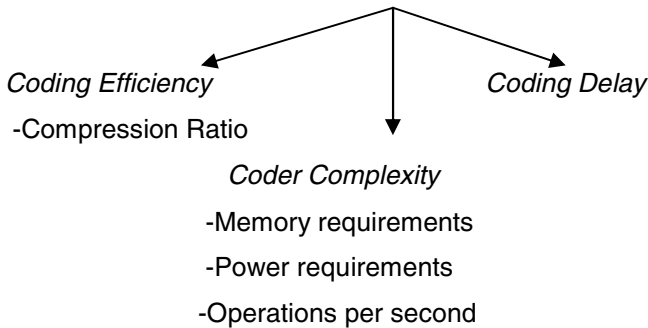 Coding Efficiency
-Compression Ratio
Coding Delay
Coder Complexity
-Memory requirements
-Power requirements
-Operations per second